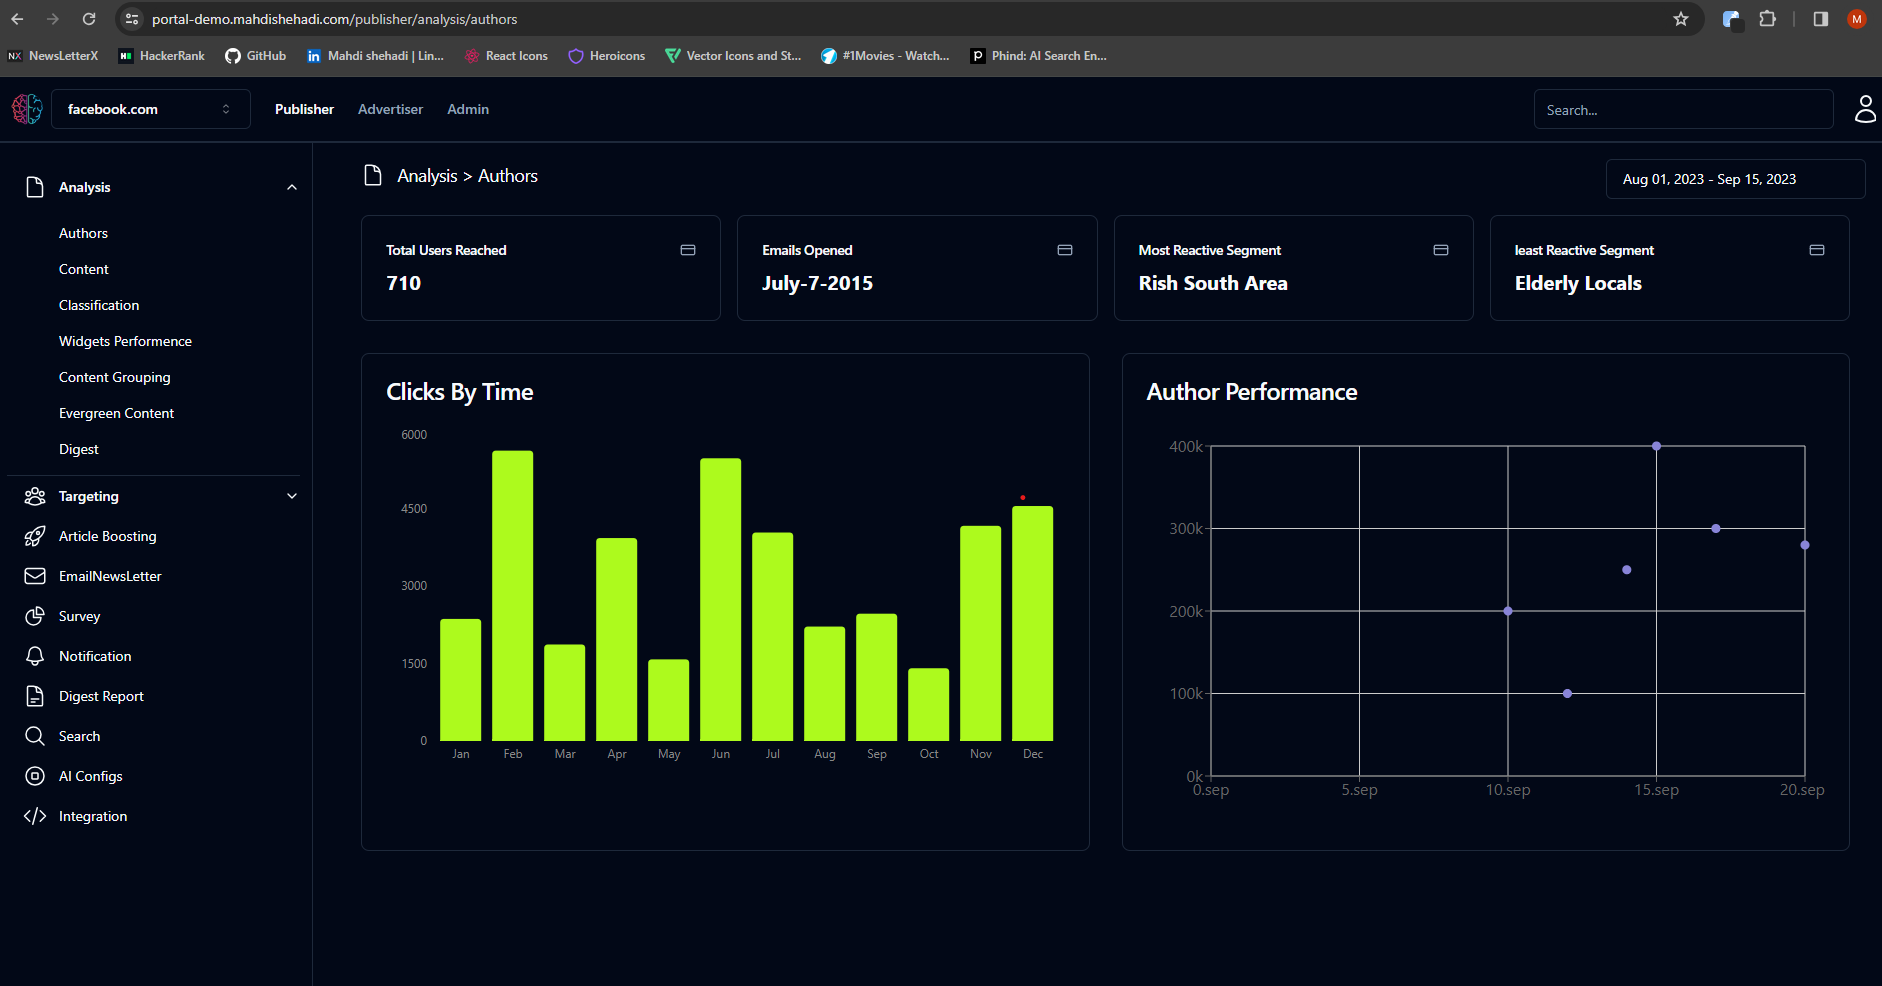 portal-demo.mahdishehadi.com/publisher/analysis/authors
M
NX NewsLetterX
HackerRank
GitHub
in Mahdi shehadi | Lin...
React Icons
Heroicons
Vector Icons and St...
#1Movies - Watch...
p Phind: AI Search En...
facebook.com
Publisher
Advertiser
Admin
Search...
Analysis
Authors
Content
Classification
Widgets Performence
Content Grouping
Evergreen Content
Digest
Targeting
Article Boosting
EmailNewsLetter
Survey
Notification
Digest Report
Search
AI Configs
Integration
Analysis > Authors
Aug 01, 2023 - Sep 15, 2023
Total Users Reached
710
Emails Opened
July-7-2015
Most Reactive Segment
Rish South Area
least Reactive Segment
Elderly Locals
Clicks By Time
6000
4500
3000
1500
0
Jan Feb Mar Apr May Jun Jul Aug Sep Oct Nov Dec
Author Performance
400k
300k
200k
100k
0k
0.sep 5.sep 10.sep 15.sep 20.sep